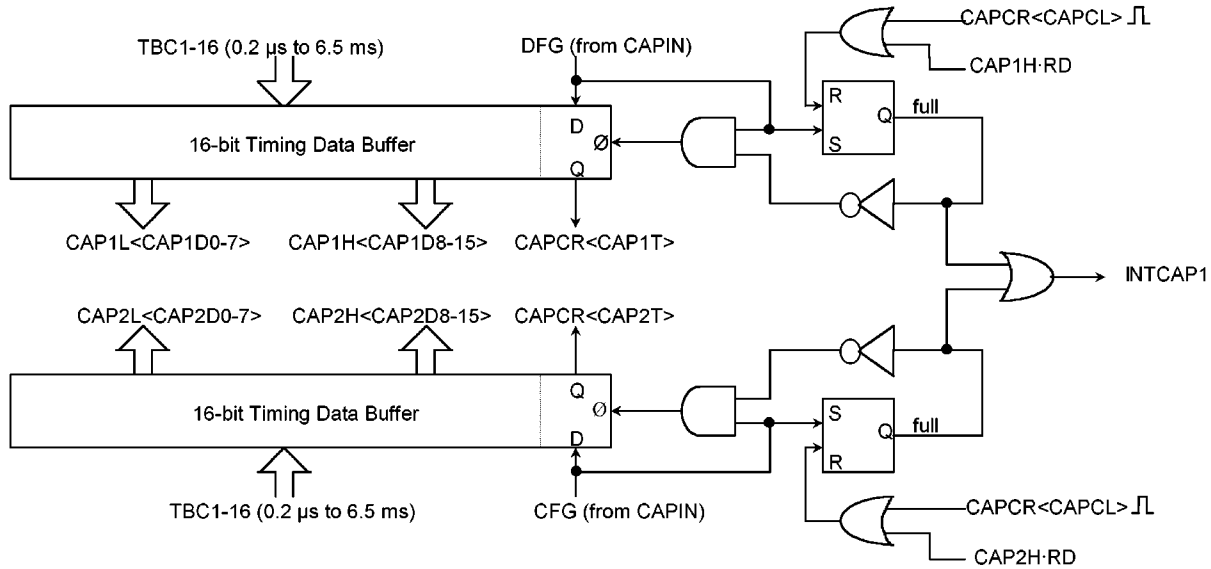 CAPCR<CAPCL>
TBC1-16 (0.2 µs to 6.5 ms)
DFG (from CAPIN)
CAP1H·RD
R
Q
full
S
16-bit Timing Data Buffer
D
Ø
Q
CAP1L<CAP1D0-7>
CAP1H<CAP1D8-15>
CAPCR<CAP1T>
INTCAP1
CAP2L<CAP2D0-7>
CAP2H<CAP2D8-15>
CAPCR<CAP2T>
16-bit Timing Data Buffer
Q
Ø
D
S
Q
full
R
TBC1-16 (0.2 µs to 6.5 ms)
CFG (from CAPIN)
CAPCR<CAPCL>
CAP2H·RD